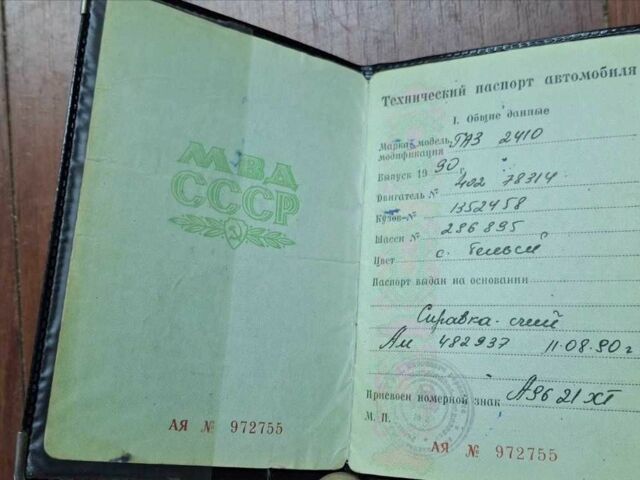 МВД
СССР
АЯ № 972755
Технический паспорт автомобиля
I. Общие данные
Марка, модель, ГАЗ 2410
модификация
Выпуск 19 90 г.
Двигатель № 402 78314
Кузов № 1352458
Шасси № 286895
Цвет с.
Паспорт выдан на основании
Справка-счет
Ам 482937 11.08.90 г
Присвоен номерной знак А9621ХТ
М. П.
АЯ № 972755